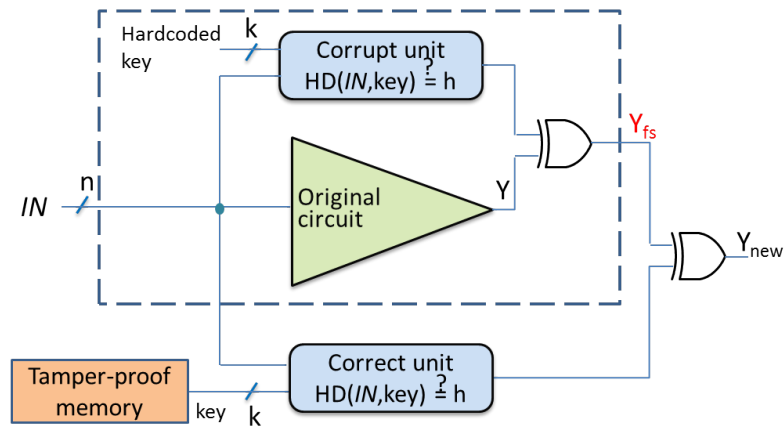 Hardcoded
key
k
Corrupt unit
HD(IN,key) ≟ h
Y_fs
n
IN
Original
circuit
Y
Y_new
Tamper-proof
memory
key
k
Correct unit
HD(IN,key) ≟ h